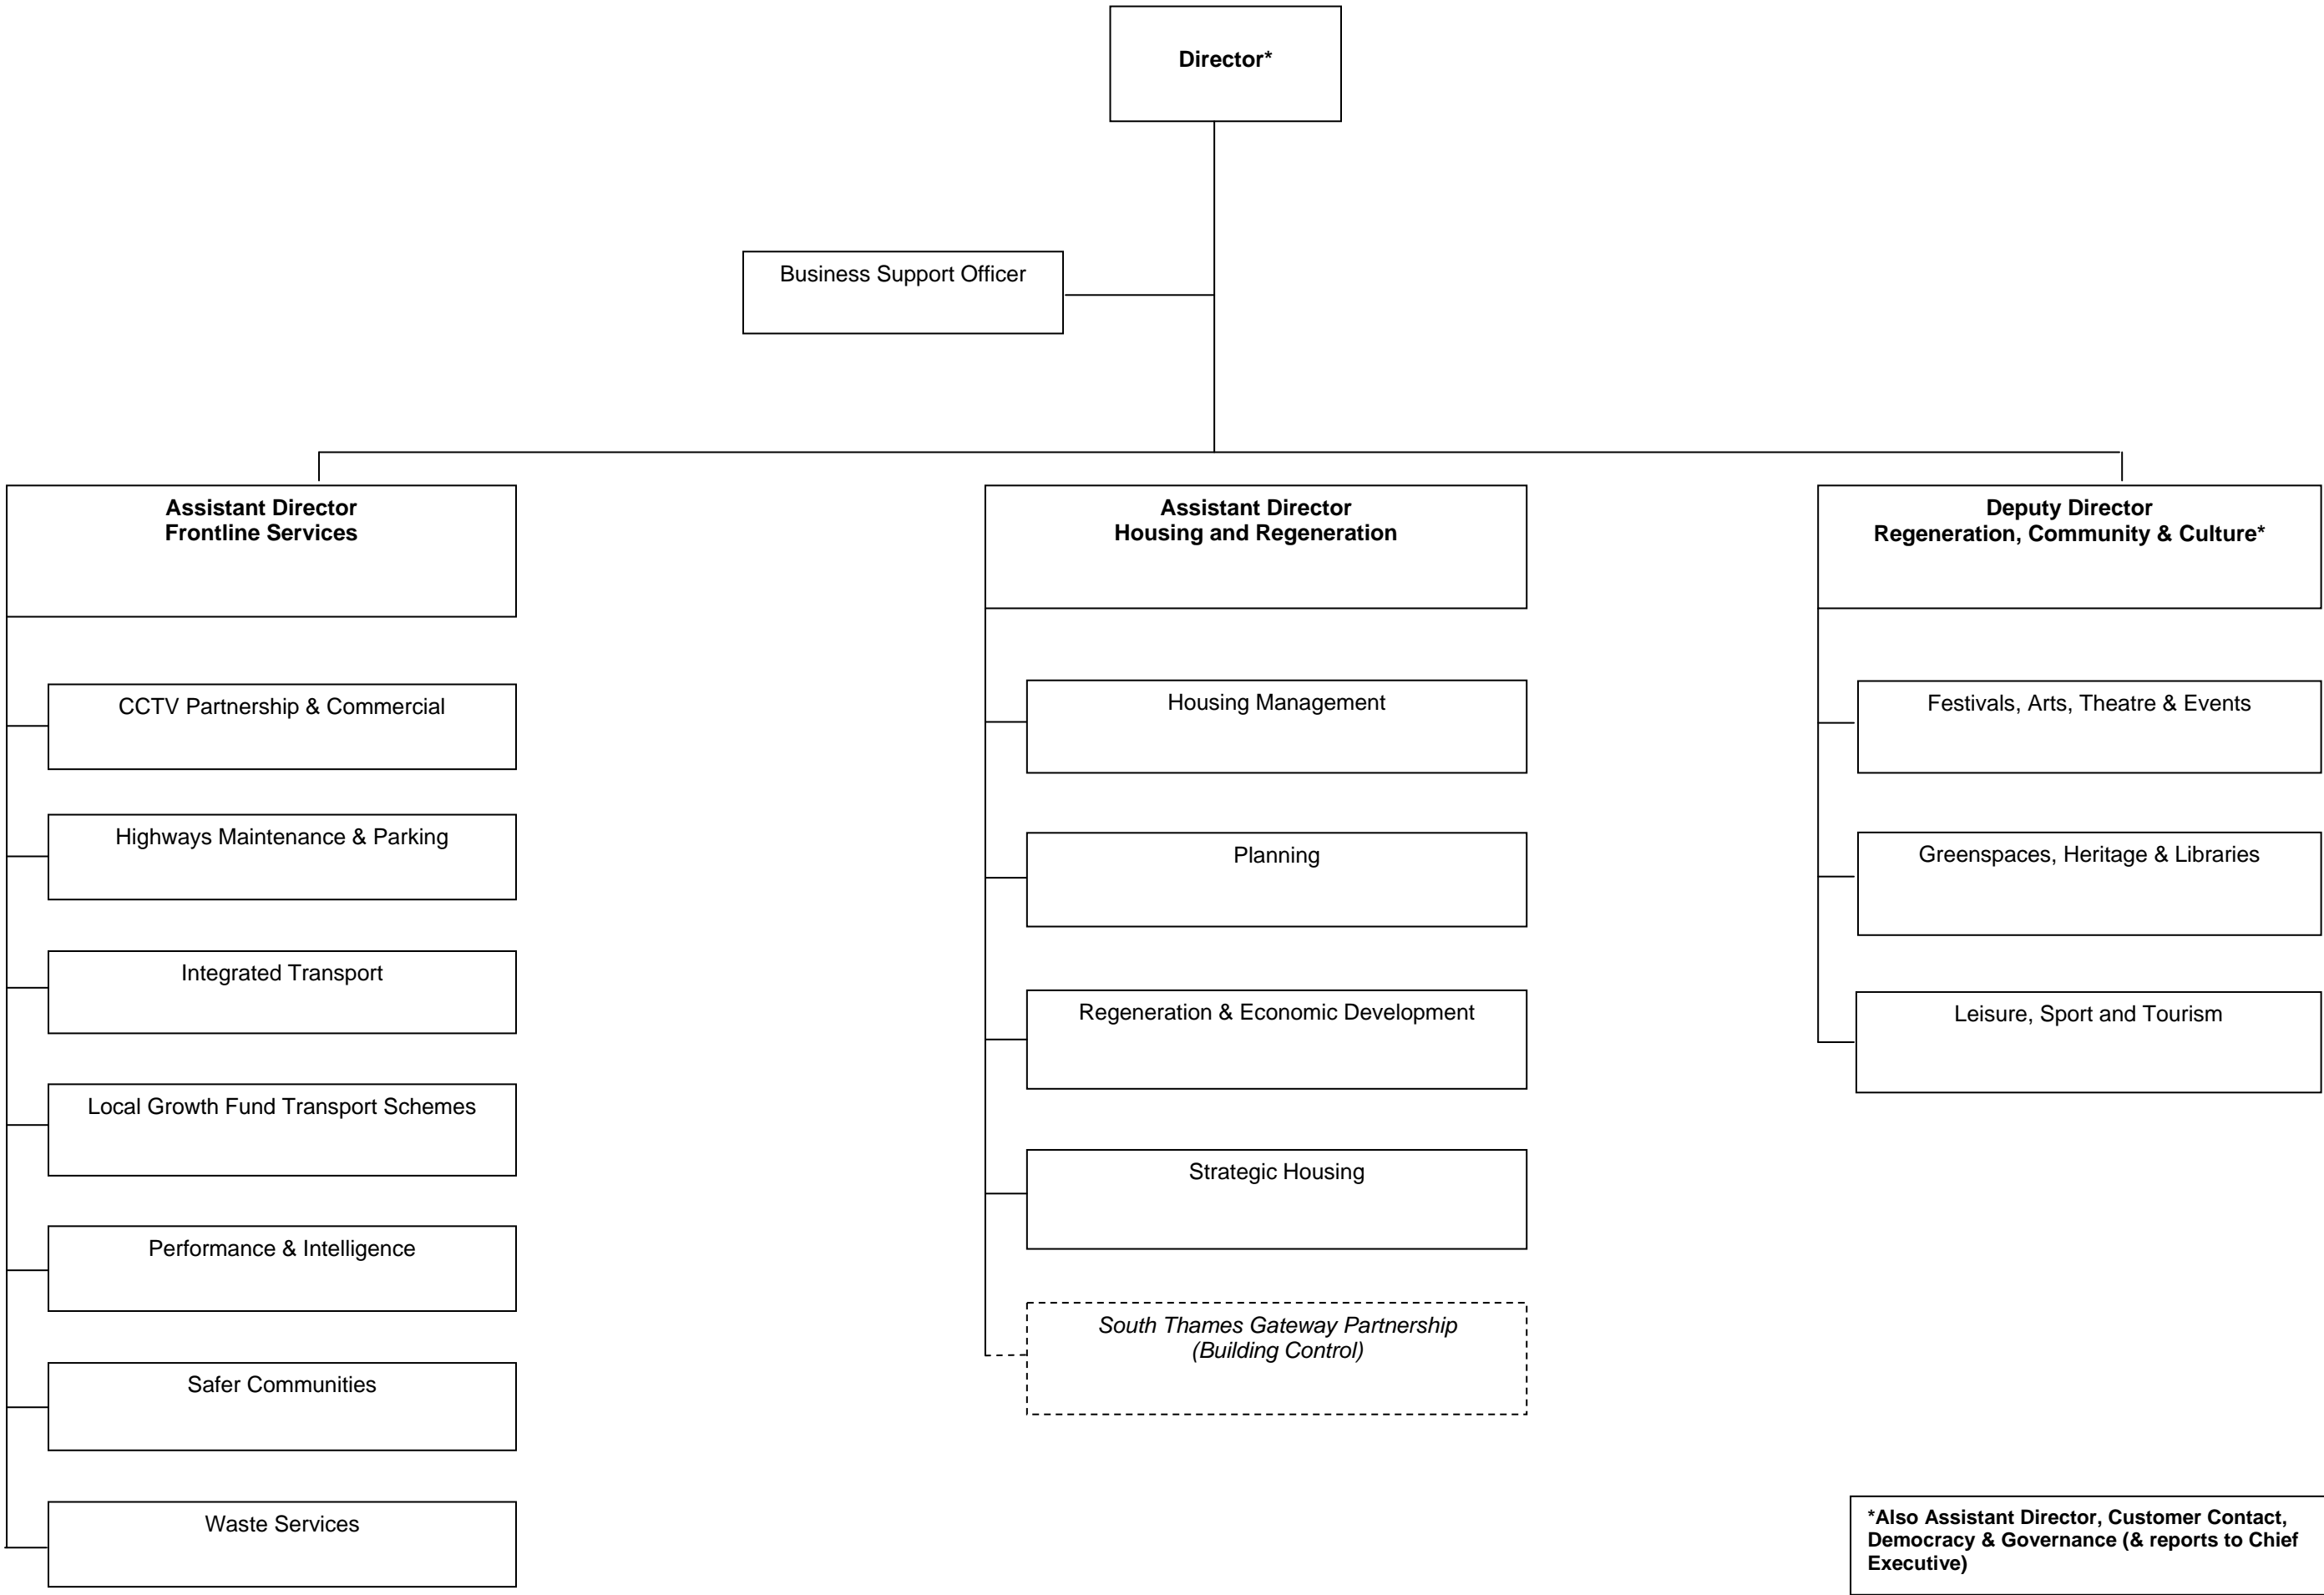 Director*
Business Support Officer
Assistant Director
Frontline Services
CCTV Partnership & Commercial
Highways Maintenance & Parking
Integrated Transport
Local Growth Fund Transport Schemes
Performance & Intelligence
Safer Communities
Waste Services
Assistant Director
Housing and Regeneration
Housing Management
Planning
Regeneration & Economic Development
Strategic Housing
South Thames Gateway Partnership
(Building Control)
Deputy Director
Regeneration, Community & Culture*
Festivals, Arts, Theatre & Events
Greenspaces, Heritage & Libraries
Leisure, Sport and Tourism
*Also Assistant Director, Customer Contact,
Democracy & Governance (& reports to Chief
Executive)